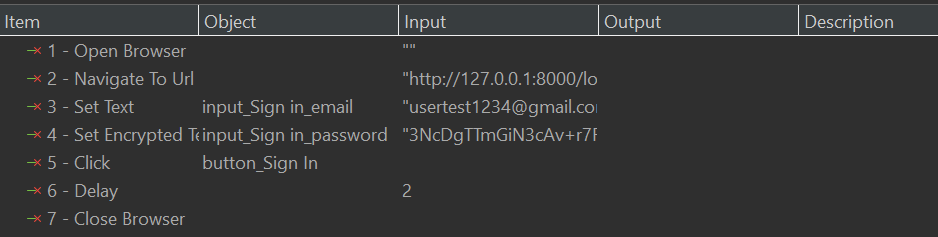 Item Object Input Output Description
1 - Open Browser ""
2 - Navigate To Url "http://127.0.0.1:8000/lo
3 - Set Text input_Sign in_email "usertest1234@gmail.co
4 - Set Encrypted Te input_Sign in_password "3NcDgTTmGiN3cAv+r7F
5 - Click button_Sign In
6 - Delay 2
7 - Close Browser